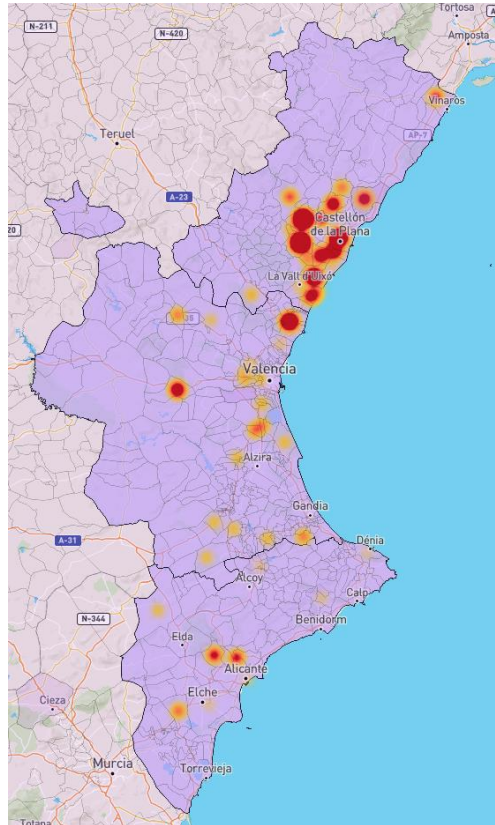 Tortosa
N-211
N-420
Amposta
Vinaròs
Teruel
AP-7
A-23
Castellón
de la Plana
La Vall d'Uixó
Valencia
Alzira
Gandia
A-31
Dénia
Alcoy
Calp
N-344
Benidorm
Elda
Alicante
Cieza
Elche
Murcia
Torrevieja
Totana